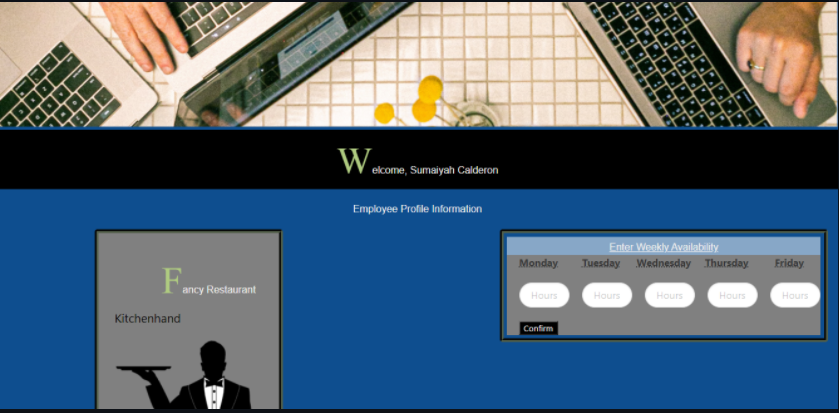 Welcome, Sumaiyah Calderon
Employee Profile Information
Fancy Restaurant
Kitchenhand
Enter Weekly Availability
Monday Tuesday Wednesday Thursday Friday
Hours Hours Hours Hours Hours
Confirm